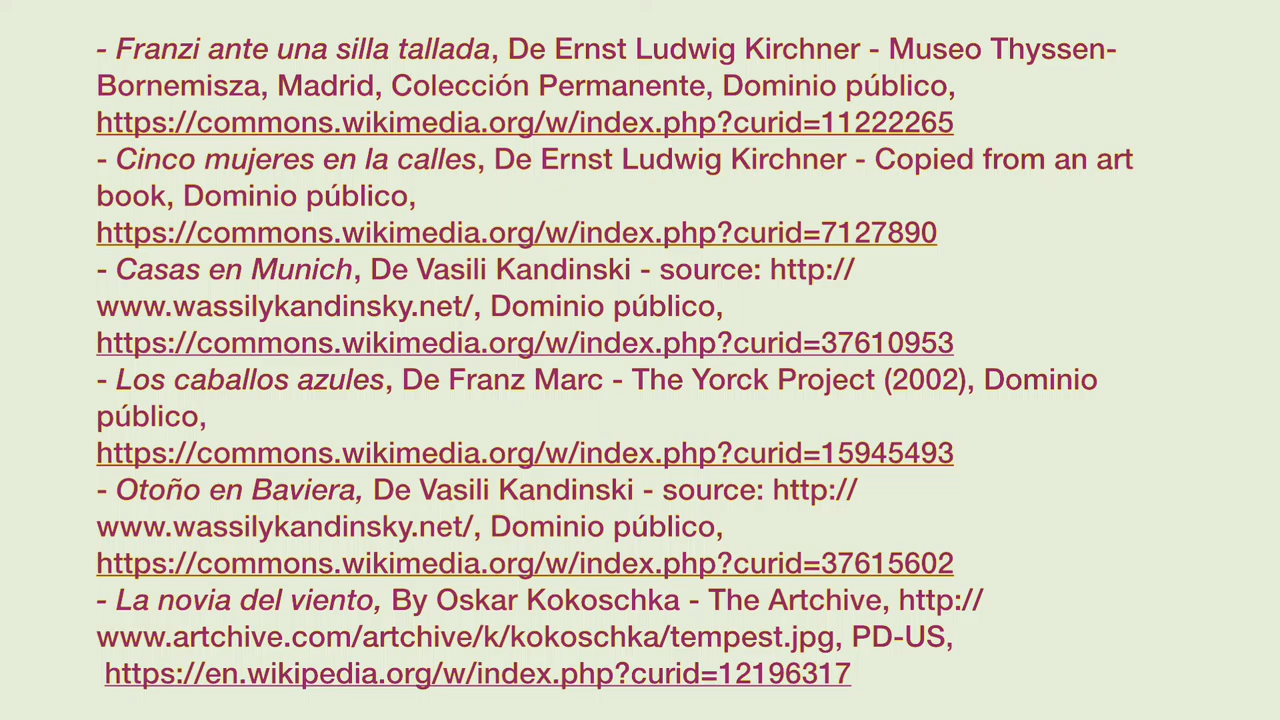 - Franzi ante una silla tallada, De Ernst Ludwig Kirchner - Museo Thyssen-
Bornemisza, Madrid, Colección Permanente, Dominio público,
https://commons.wikimedia.org/w/index.php?curid=11222265
- Cinco mujeres en la calles, De Ernst Ludwig Kirchner - Copied from an art
book, Dominio público,
https://commons.wikimedia.org/w/index.php?curid=7127890
- Casas en Munich, De Vasili Kandinski - source: http://
www.wassilykandinsky.net/, Dominio público,
https://commons.wikimedia.org/w/index.php?curid=37610953
- Los caballos azules, De Franz Marc - The Yorck Project (2002), Dominio
público,
https://commons.wikimedia.org/w/index.php?curid=15945493
- Otoño en Baviera, De Vasili Kandinski - source: http://
www.wassilykandinsky.net/, Dominio público,
https://commons.wikimedia.org/w/index.php?curid=37615602
- La novia del viento, By Oskar Kokoschka - The Artchive, http://
www.artchive.com/artchive/k/kokoschka/tempest.jpg, PD-US,
https://en.wikipedia.org/w/index.php?curid=12196317